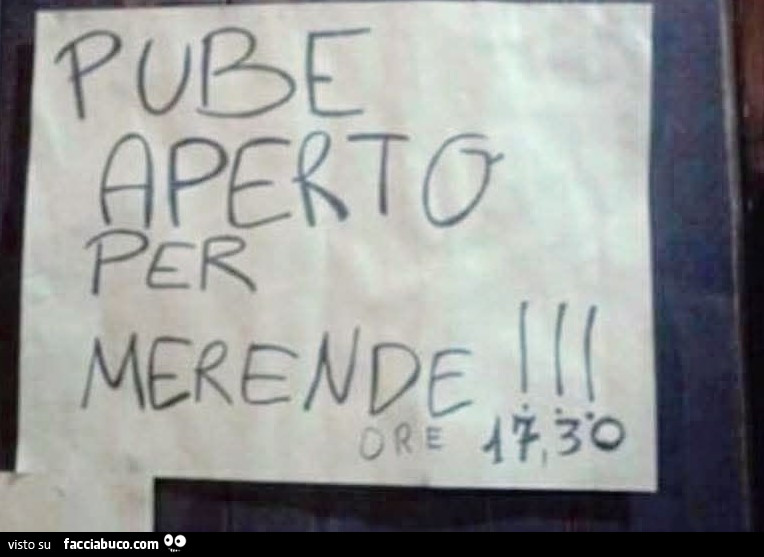 PUBE
APERTO
PER
MERENDE !!!
ORE 17,30
visto su facciabuco.com